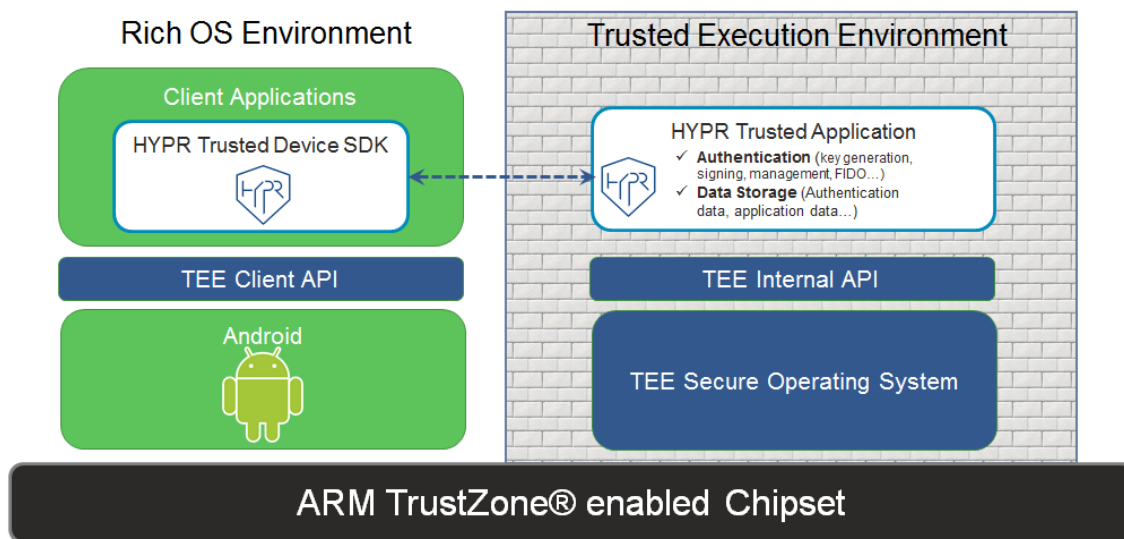 Rich OS Environment
Client Applications
HYPR Trusted Device SDK
HYPR
TEE Client API
Android
Trusted Execution Environment
HYPR Trusted Application
✓ Authentication (key generation,
signing, management, FIDO…)
✓ Data Storage (Authentication
data, application data…)
HYPR
TEE Internal API
TEE Secure Operating System
ARM TrustZone® enabled Chipset